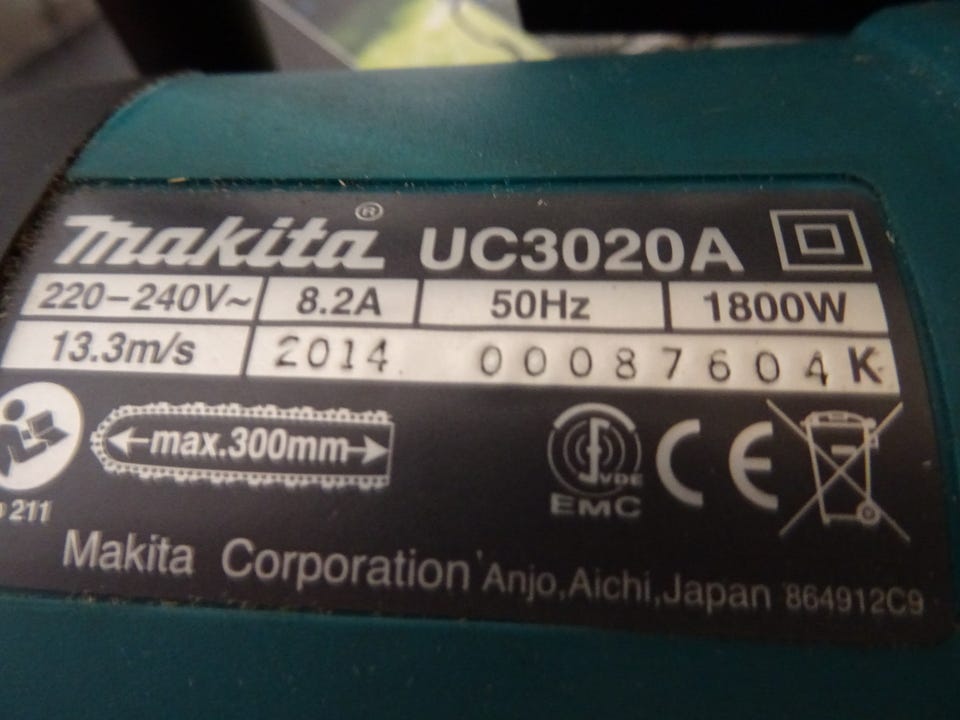 makita® UC3020A
220-240V~ 8.2A 50Hz 1800W
13.3m/s 2014 00087604 K
max.300mm
VDE
EMC
CE
211
Makita Corporation Anjo,Aichi,Japan 864912C9